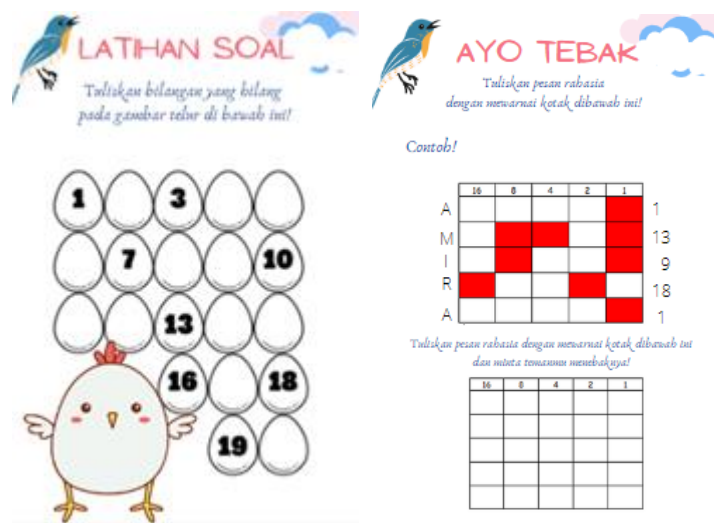 LATIHAN SOAL
Tuliskan bilangan yang hilang
pada gambar telur di bawah ini!
1 3
7 10
13
16 18
19
AYO TEBAK
Tuliskan pesan rahasia
dengan mewarnai kotak dibawah ini!
Contoh!
16 8 4 2 1
A 1
M 13
I 9
R 18
A 1
Tuliskan pesan rahasia dengan mewarnai kotak dibawah ini
dan minta temanmu menebaknya!
16 8 4 2 1